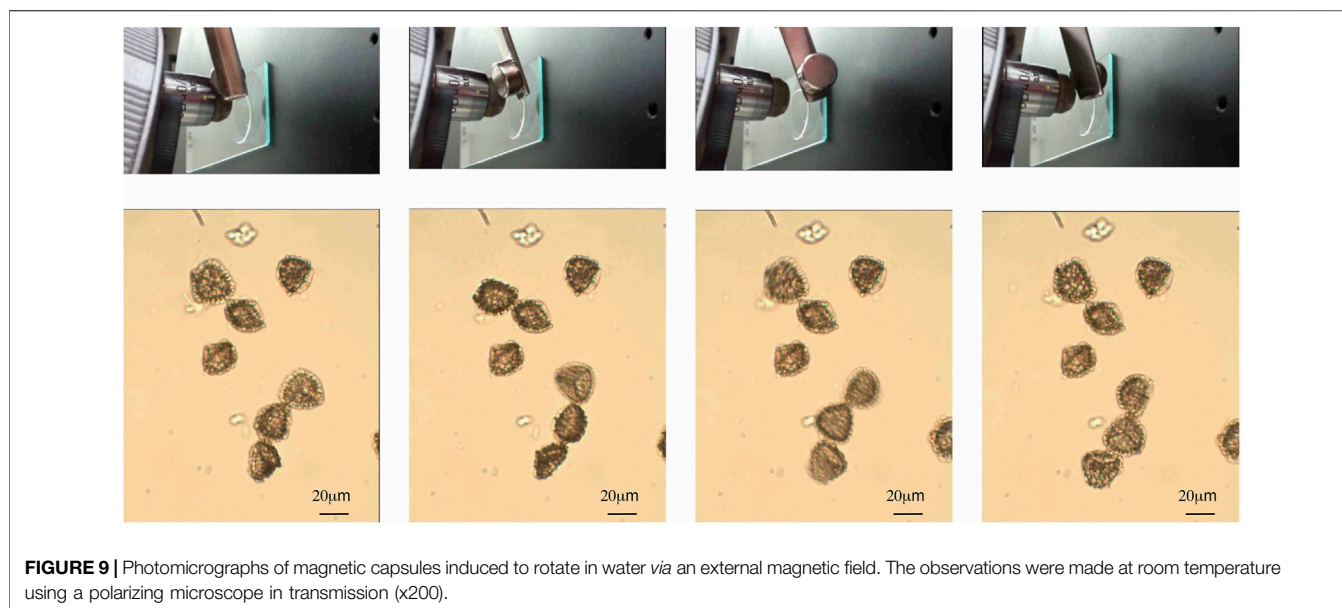 20μm
20μm
20μm
20μm
FIGURE 9 | Photomicrographs of magnetic capsules induced to rotate in water via an external magnetic field. The observations were made at room temperature
using a polarizing microscope in transmission (x200).